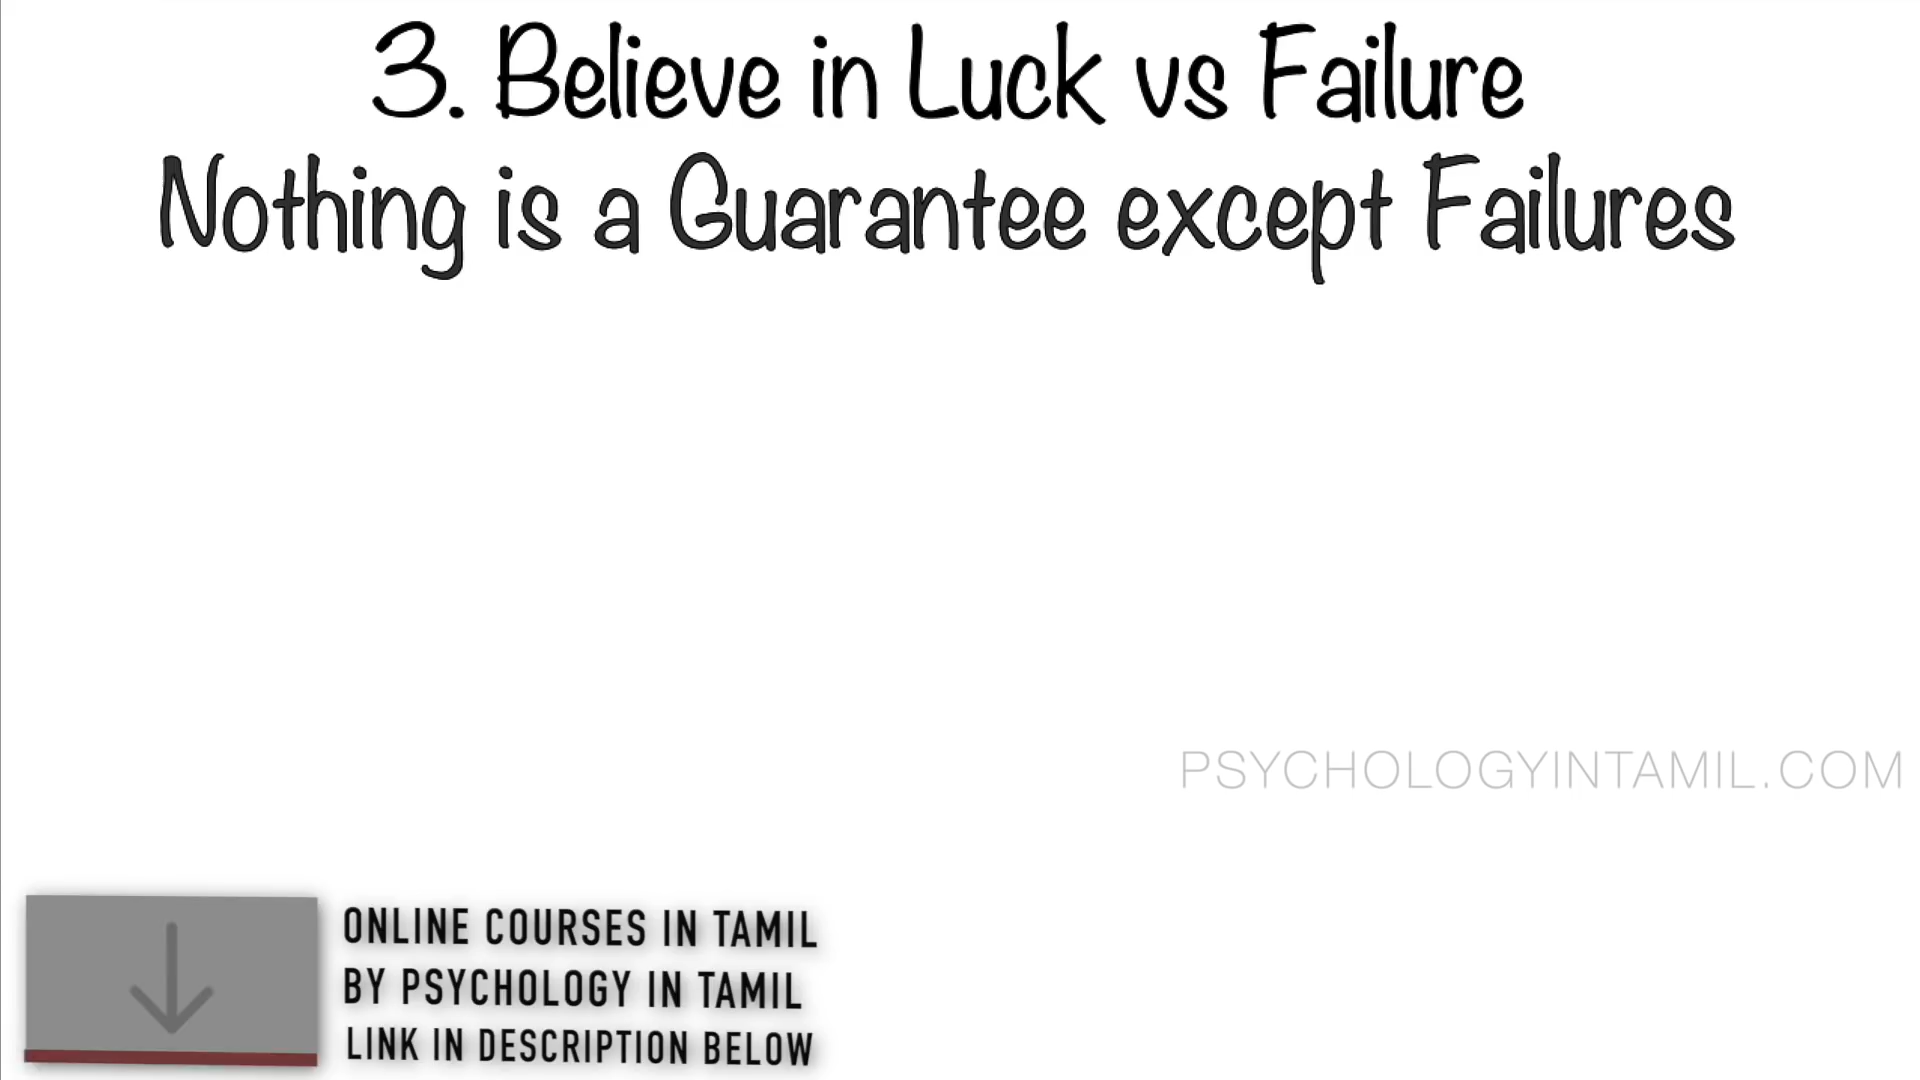 3. Believe in Luck vs Failure
Nothing is a Guarantee except Failures
PSYCHOLOGYINTAMIL.COM
ONLINE COURSES IN TAMIL
BY PSYCHOLOGY IN TAMIL
LINK IN DESCRIPTION BELOW